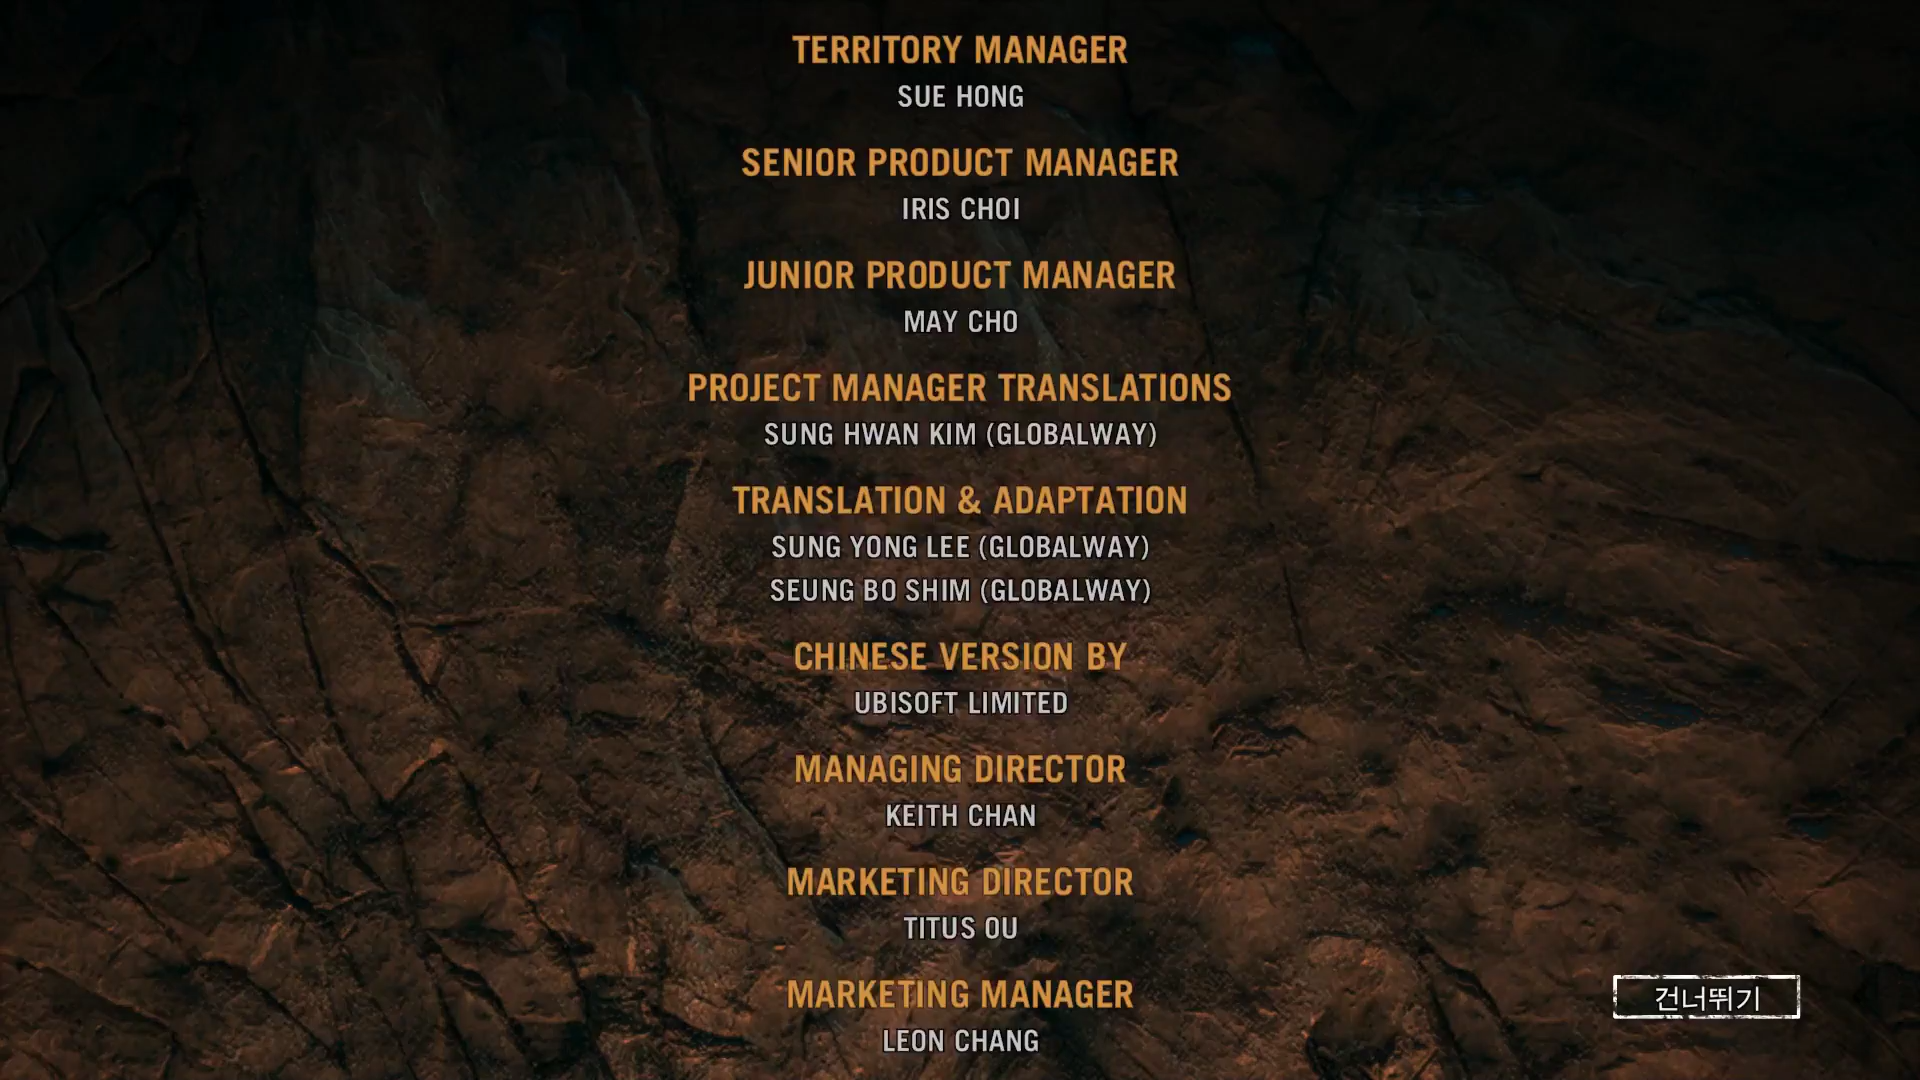 TERRITORY MANAGER
SUE HONG
SENIOR PRODUCT MANAGER
IRIS CHOI
JUNIOR PRODUCT MANAGER
MAY CHO
PROJECT MANAGER TRANSLATIONS
SUNG HWAN KIM (GLOBALWAY)
TRANSLATION & ADAPTATION
SUNG YONG LEE (GLOBALWAY)
SEUNG BO SHIM (GLOBALWAY)
CHINESE VERSION BY
UBISOFT LIMITED
MANAGING DIRECTOR
KEITH CHAN
MARKETING DIRECTOR
TITUS OU
MARKETING MANAGER
LEON CHANG
건너뛰기